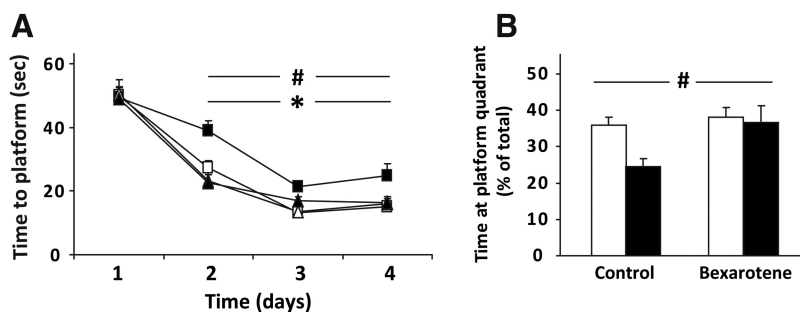 A
Time to platform (sec)
60
40
20
0
#
*
1 2 3 4
Time (days)
B
Time at platform quadrant
(% of total)
50
40
30
20
10
0
#
Control Bexarotene